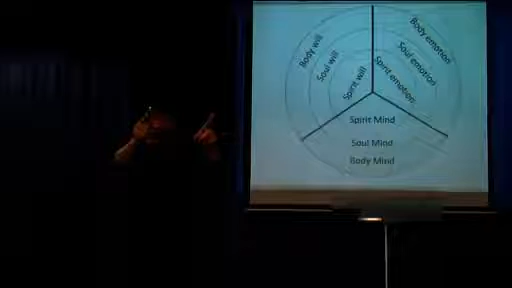 Body will
Soul will
Spirit will
Body emotion
Soul emotion
Spirit emotion
Spirit Mind
Soul Mind
Body Mind